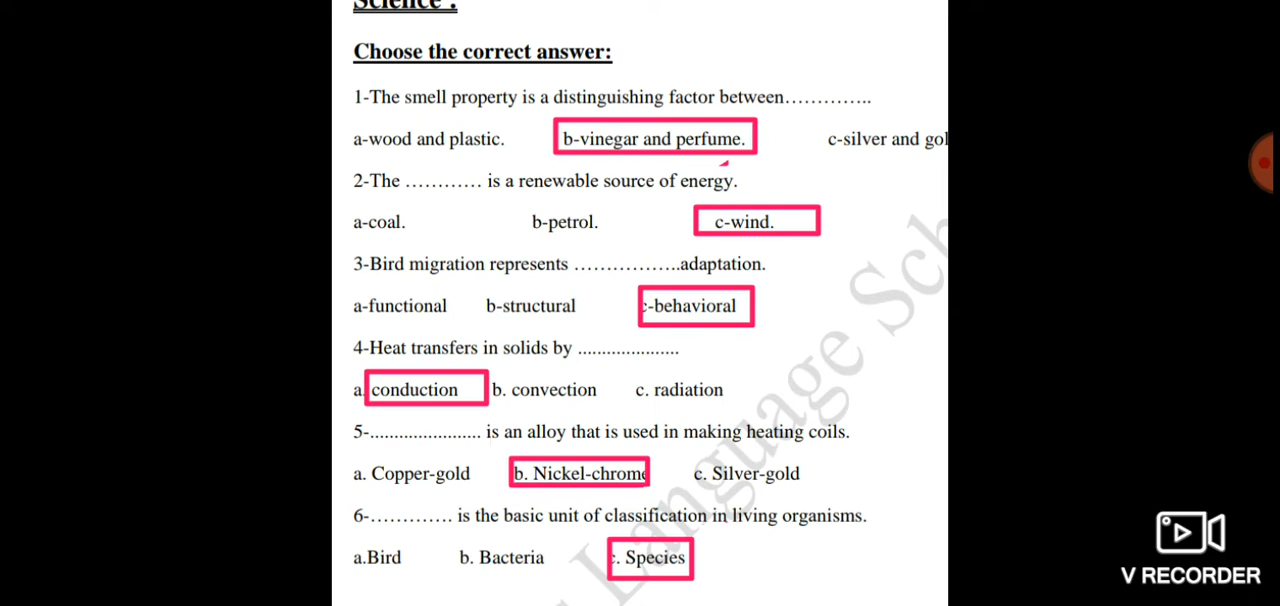 Science :
Choose the correct answer:
1-The smell property is a distinguishing factor between…………..
a-wood and plastic. b-vinegar and perfume. c-silver and gol
2-The ………… is a renewable source of energy.
a-coal. b-petrol. c-wind.
3-Bird migration represents ……………..adaptation.
a-functional b-structural c-behavioral
4-Heat transfers in solids by .....................
a. conduction b. convection c. radiation
5-....................... is an alloy that is used in making heating coils.
a. Copper-gold b. Nickel-chrome c. Silver-gold
6-…………. is the basic unit of classification in living organisms.
a.Bird b. Bacteria c. Species
Language Sch
V RECORDER